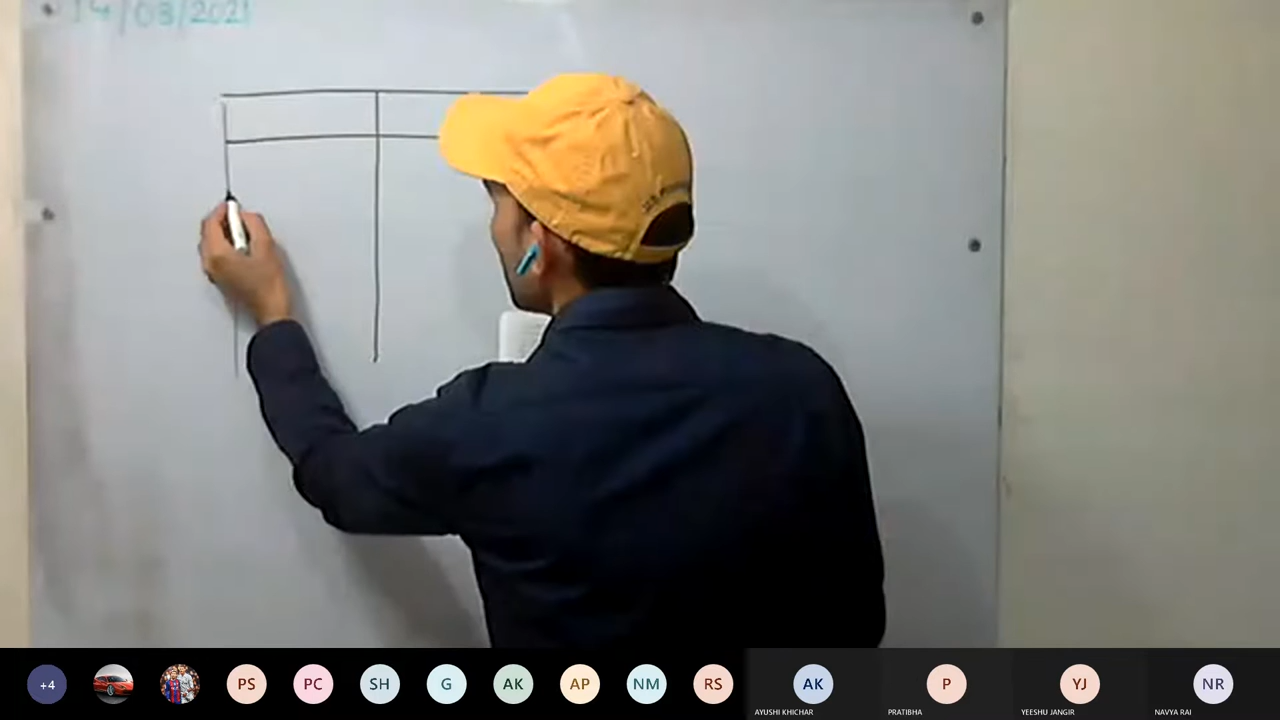 14/03/2021
+4 PS PC SH G AK AP NM RS AK P YJ NR
AYUSHI KHICHAR PRATIBHA YEESHU JANGIR NAVYA RAI